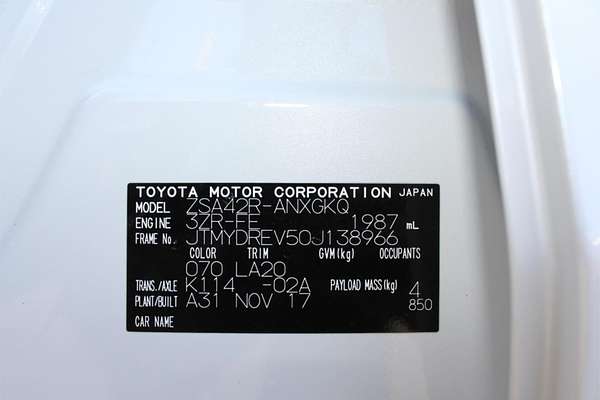 TOYOTA MOTOR CORPORATION JAPAN
MODEL ZSA42R-ANXGKQ
ENGINE 3ZR-FE 1987 mL
FRAME No. JTMYDREV50J138966
COLOR TRIM GVM(kg) OCCUPANTS
070 LA20
TRANS./AXLE K114 -02A PAYLOAD MASS(kg) 4
PLANT/BUILT A31 NOV 17 850
CAR NAME